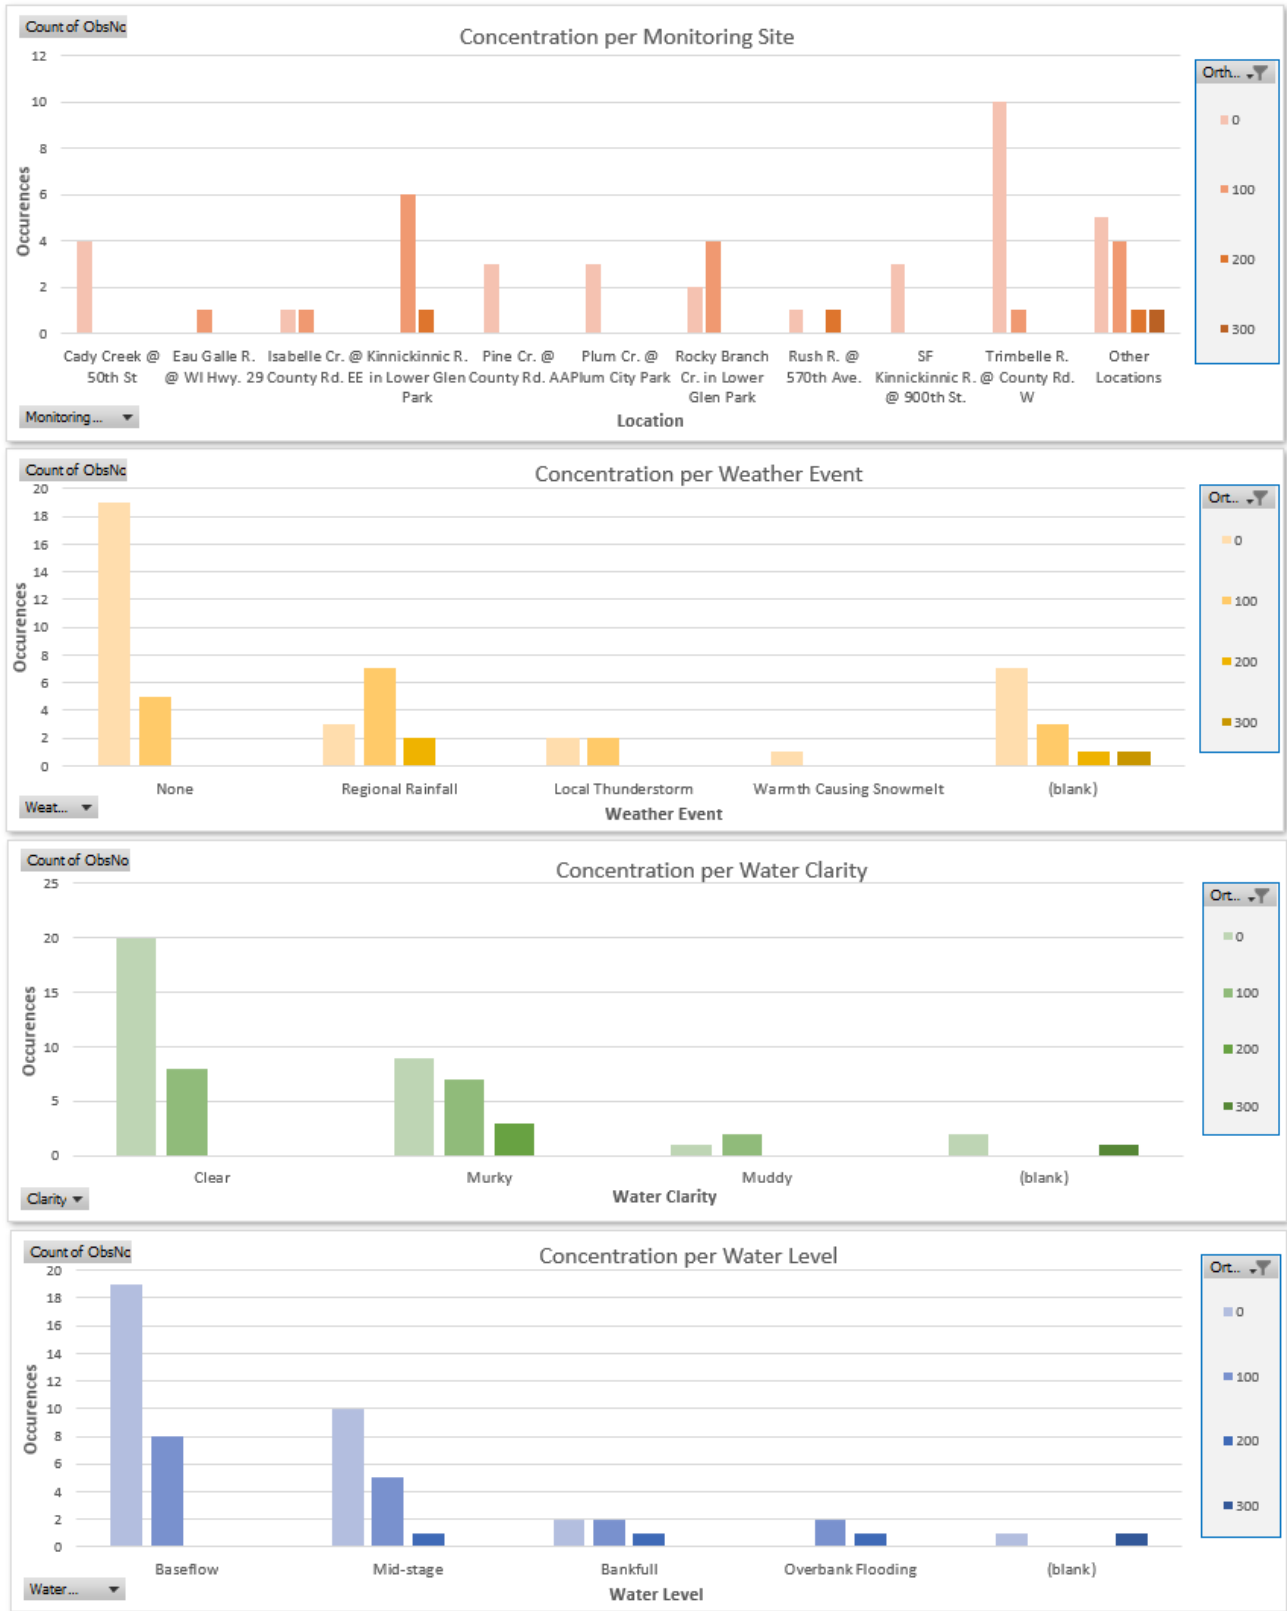 Count of ObsNc
Concentration per Monitoring Site
12
10
8
6
4
2
0
Occurences
Cady Creek @ 50th St
Eau Galle R. @ WI Hwy. 29
Isabelle Cr. @ County Rd. EE
Kinnickinnic R. in Lower Glen Park
Pine Cr. @ County Rd. AA
Plum Cr. @ Plum City Park
Rocky Branch Cr. in Lower Glen Park
Rush R. @ 570th Ave.
SF Kinnickinnic R. @ 900th St.
Trimbelle R. @ County Rd. W
Other Locations
Monitoring...
Location
Orth...
0
100
200
300
Count of ObsNc
Concentration per Weather Event
20
18
16
14
12
10
8
6
4
2
0
Occurences
None
Regional Rainfall
Local Thunderstorm
Warmth Causing Snowmelt
(blank)
Weat...
Weather Event
Ort...
0
100
200
300
Count of ObsNo
Concentration per Water Clarity
25
20
15
10
5
0
Occurences
Clear
Murky
Muddy
(blank)
Clarity
Water Clarity
Ort...
0
100
200
300
Count of ObsNc
Concentration per Water Level
20
18
16
14
12
10
8
6
4
2
0
Occurences
Baseflow
Mid-stage
Bankfull
Overbank Flooding
(blank)
Water...
Water Level
Ort...
0
100
200
300